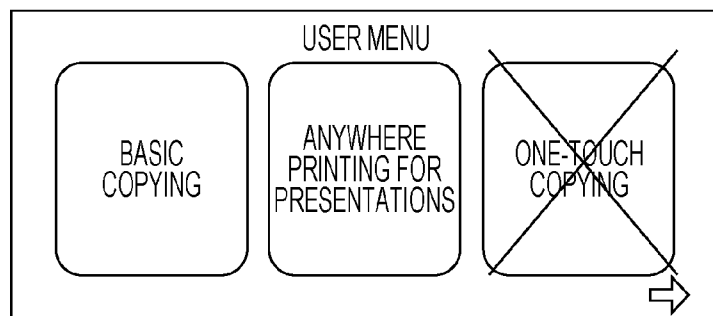 USER MENU
BASIC
COPYING
ANYWHERE
PRINTING FOR
PRESENTATIONS
ONE-TOUCH
COPYING